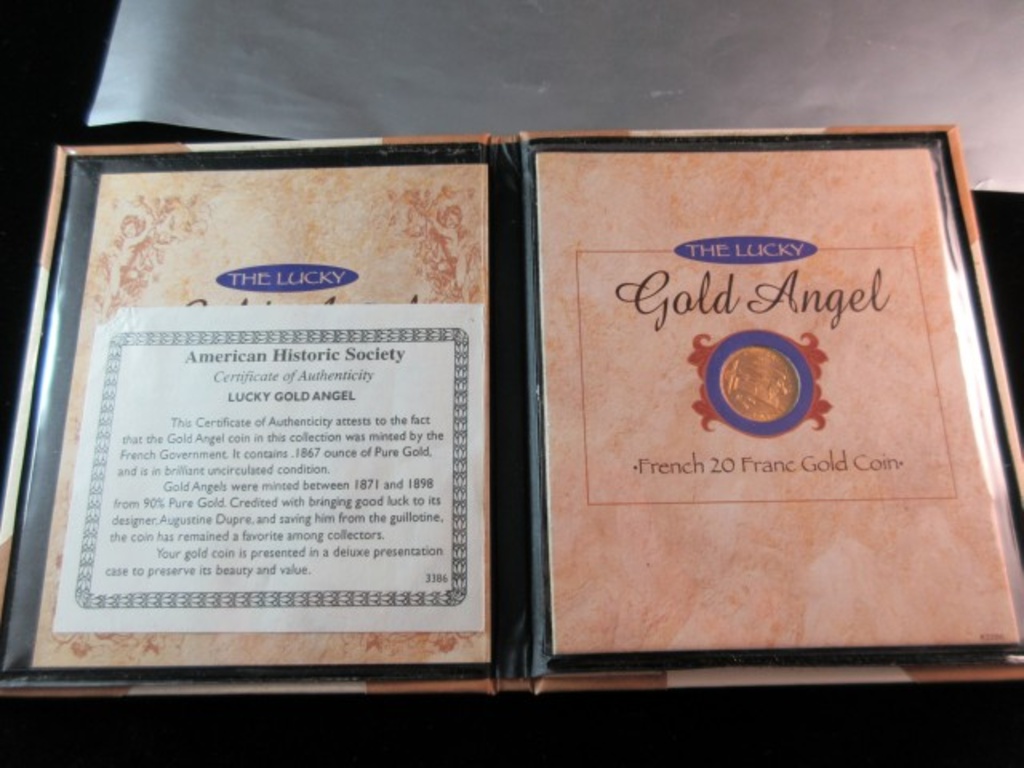 THE LUCKY
American Historic Society
Certificate of Authenticity
LUCKY GOLD ANGEL
This Certificate of Authenticity attests to the fact
that the Gold Angel coin in this collection was minted by the
French Government. It contains .1867 ounce of Pure Gold,
and is in brilliant uncirculated condition.
Gold Angels were minted between 1871 and 1898
from 90% Pure Gold. Credited with bringing good luck to its
designer, Augustine Dupre, and saving him from the guillotine,
the coin has remained a favorite among collectors.
Your gold coin is presented in a deluxe presentation
case to preserve its beauty and value.
3386
THE LUCKY
Gold Angel
·French 20 Franc Gold Coin·